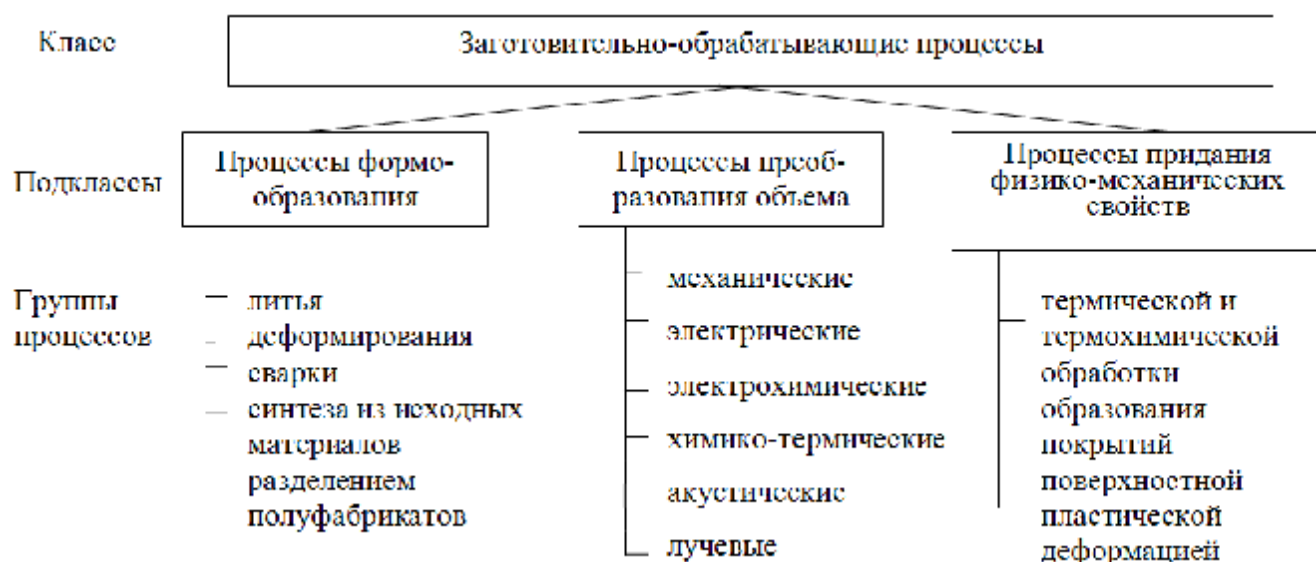 Класс
Заготовительно-обрабатывающие процессы
Подклассы
Процессы формо-
образования
Процессы преоб-
разования объема
Процессы придания
физико-механических
свойств
Группы
процессов
литья
деформирования
сварки
синтеза из исходных
материалов
разделением
полуфабрикатов
механические
электрические
электрохимические
химико-термические
акустические
лучевые
термической и
термохимической
обработки
образования
покрытий
поверхностной
пластической
деформацией